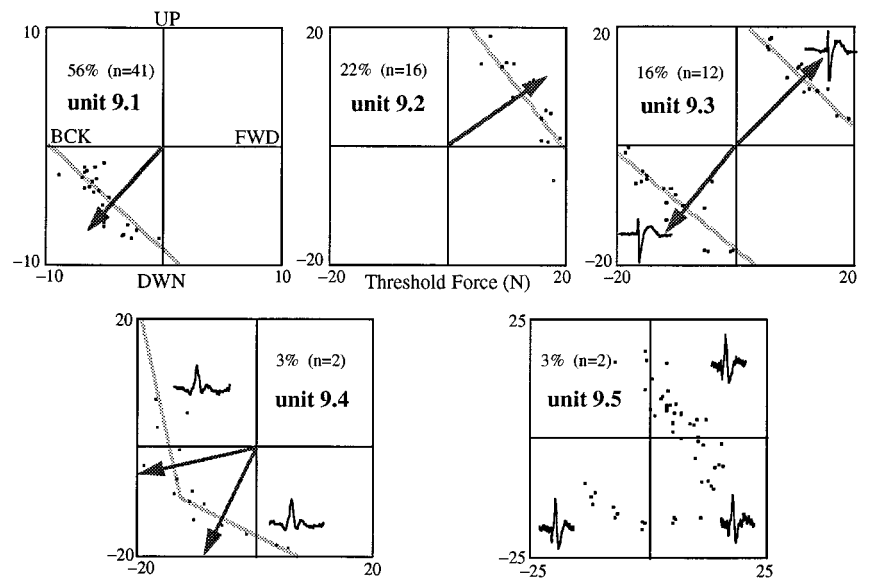 UP
10
56% (n=41)
unit 9.1
BCK
FWD
−10
−10
DWN
10
20
22% (n=16)
unit 9.2
−20
−20
Threshold Force (N)
20
20
16% (n=12)
unit 9.3
−20
−20
20
20
3% (n=2)
unit 9.4
−20
−20
20
25
3% (n=2)
unit 9.5
−25
−25
25